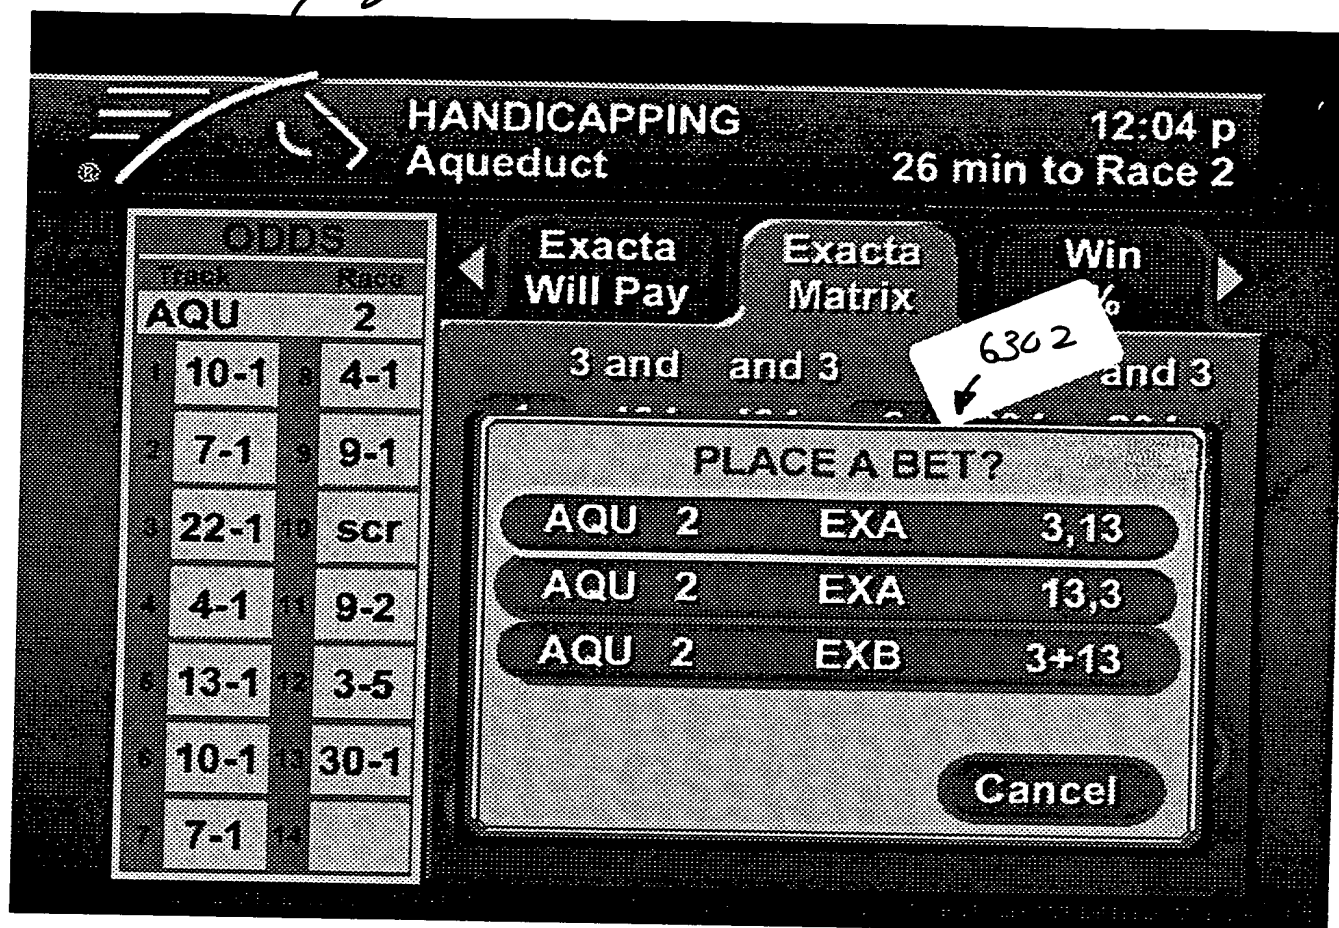 HANDICAPPING
Aqueduct
12:04 p
26 min to Race 2
®
ODDS
Track Race
AQU 2
1 10-1 8 4-1
2 7-1 9 9-1
3 22-1 10 scr
4 4-1 11 9-2
5 13-1 12 3-5
6 10-1 13 30-1
7 7-1 14
Exacta
Will Pay
Exacta
Matrix
Win
%
3 and and 3 and 3
6302
PLACE A BET?
AQU 2 EXA 3,13
AQU 2 EXA 13,3
AQU 2 EXB 3+13
Cancel